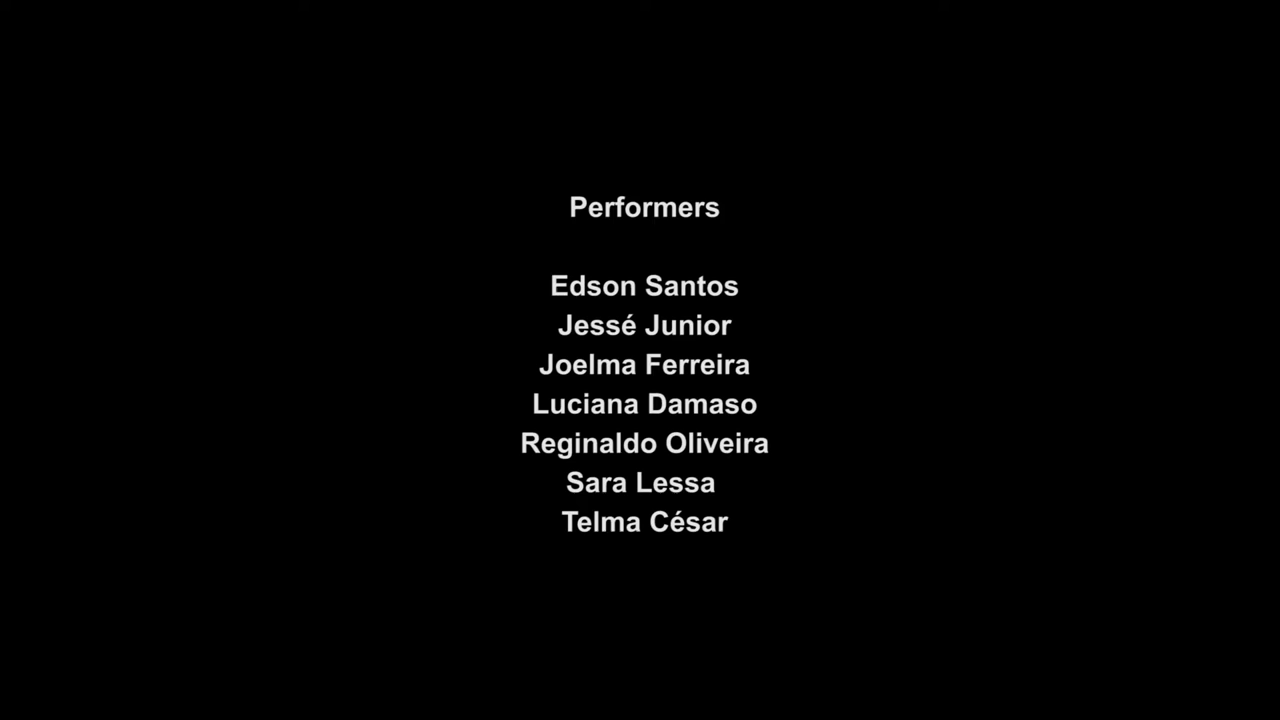 Performers
Edson Santos
Jessé Junior
Joelma Ferreira
Luciana Damaso
Reginaldo Oliveira
Sara Lessa
Telma César